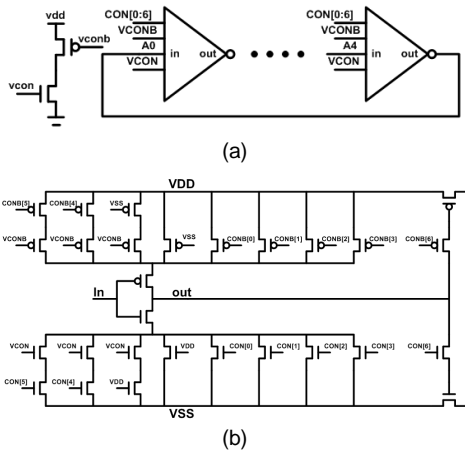 vdd
vconb
vcon
CON[0:6]
VCONB
A0
VCON
in
out
CON[0:6]
VCONB
A4
VCON
in
out
(a)
VDD
CONB[5]
CONB[4]
VSS
VCONB
VCONB
VCONB
VSS
CONB[0]
CONB[1]
CONB[2]
CONB[3]
CONB[6]
In
out
VCON
VCON
VCON
VDD
CON[0]
CON[1]
CON[2]
CON[3]
CON[6]
CON[5]
CON[4]
VDD
VSS
(b)